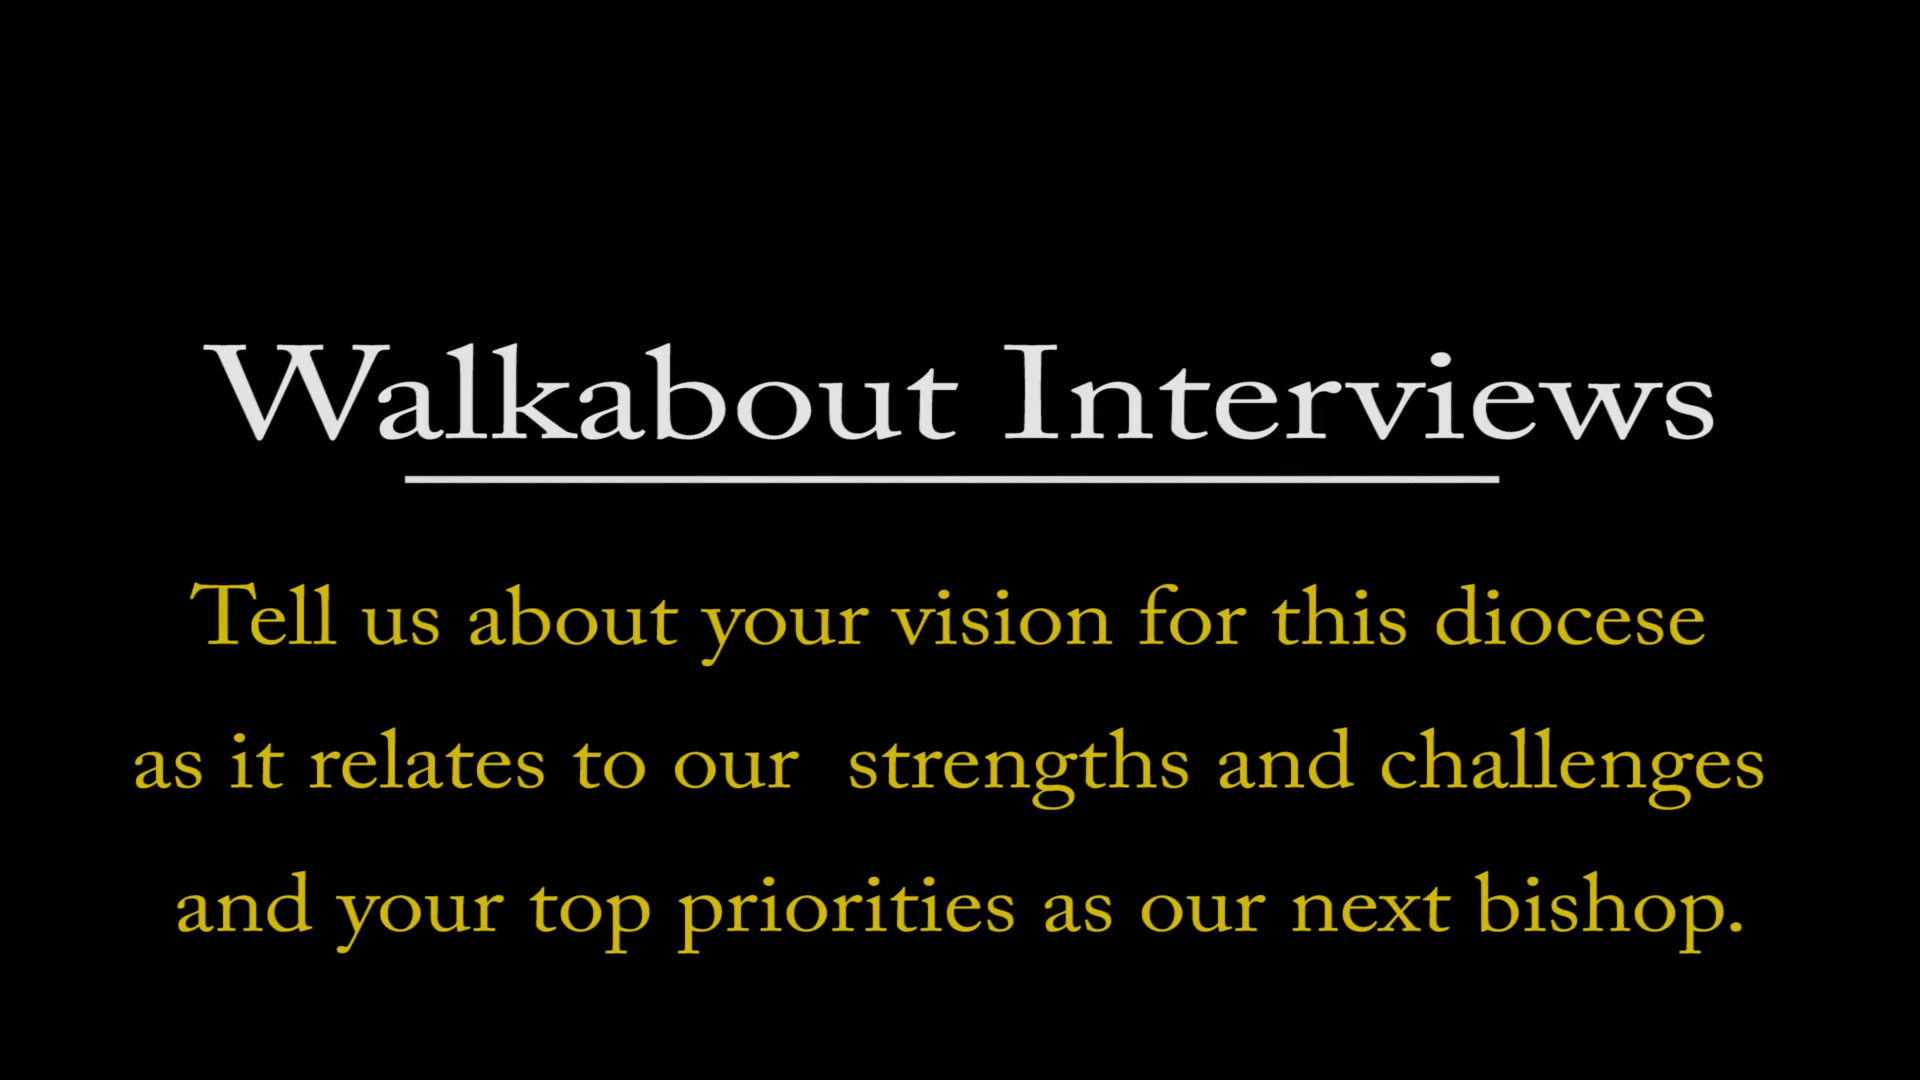 Walkabout Interviews
Tell us about your vision for this diocese
as it relates to our  strengths and challenges
and your top priorities as our next bishop.